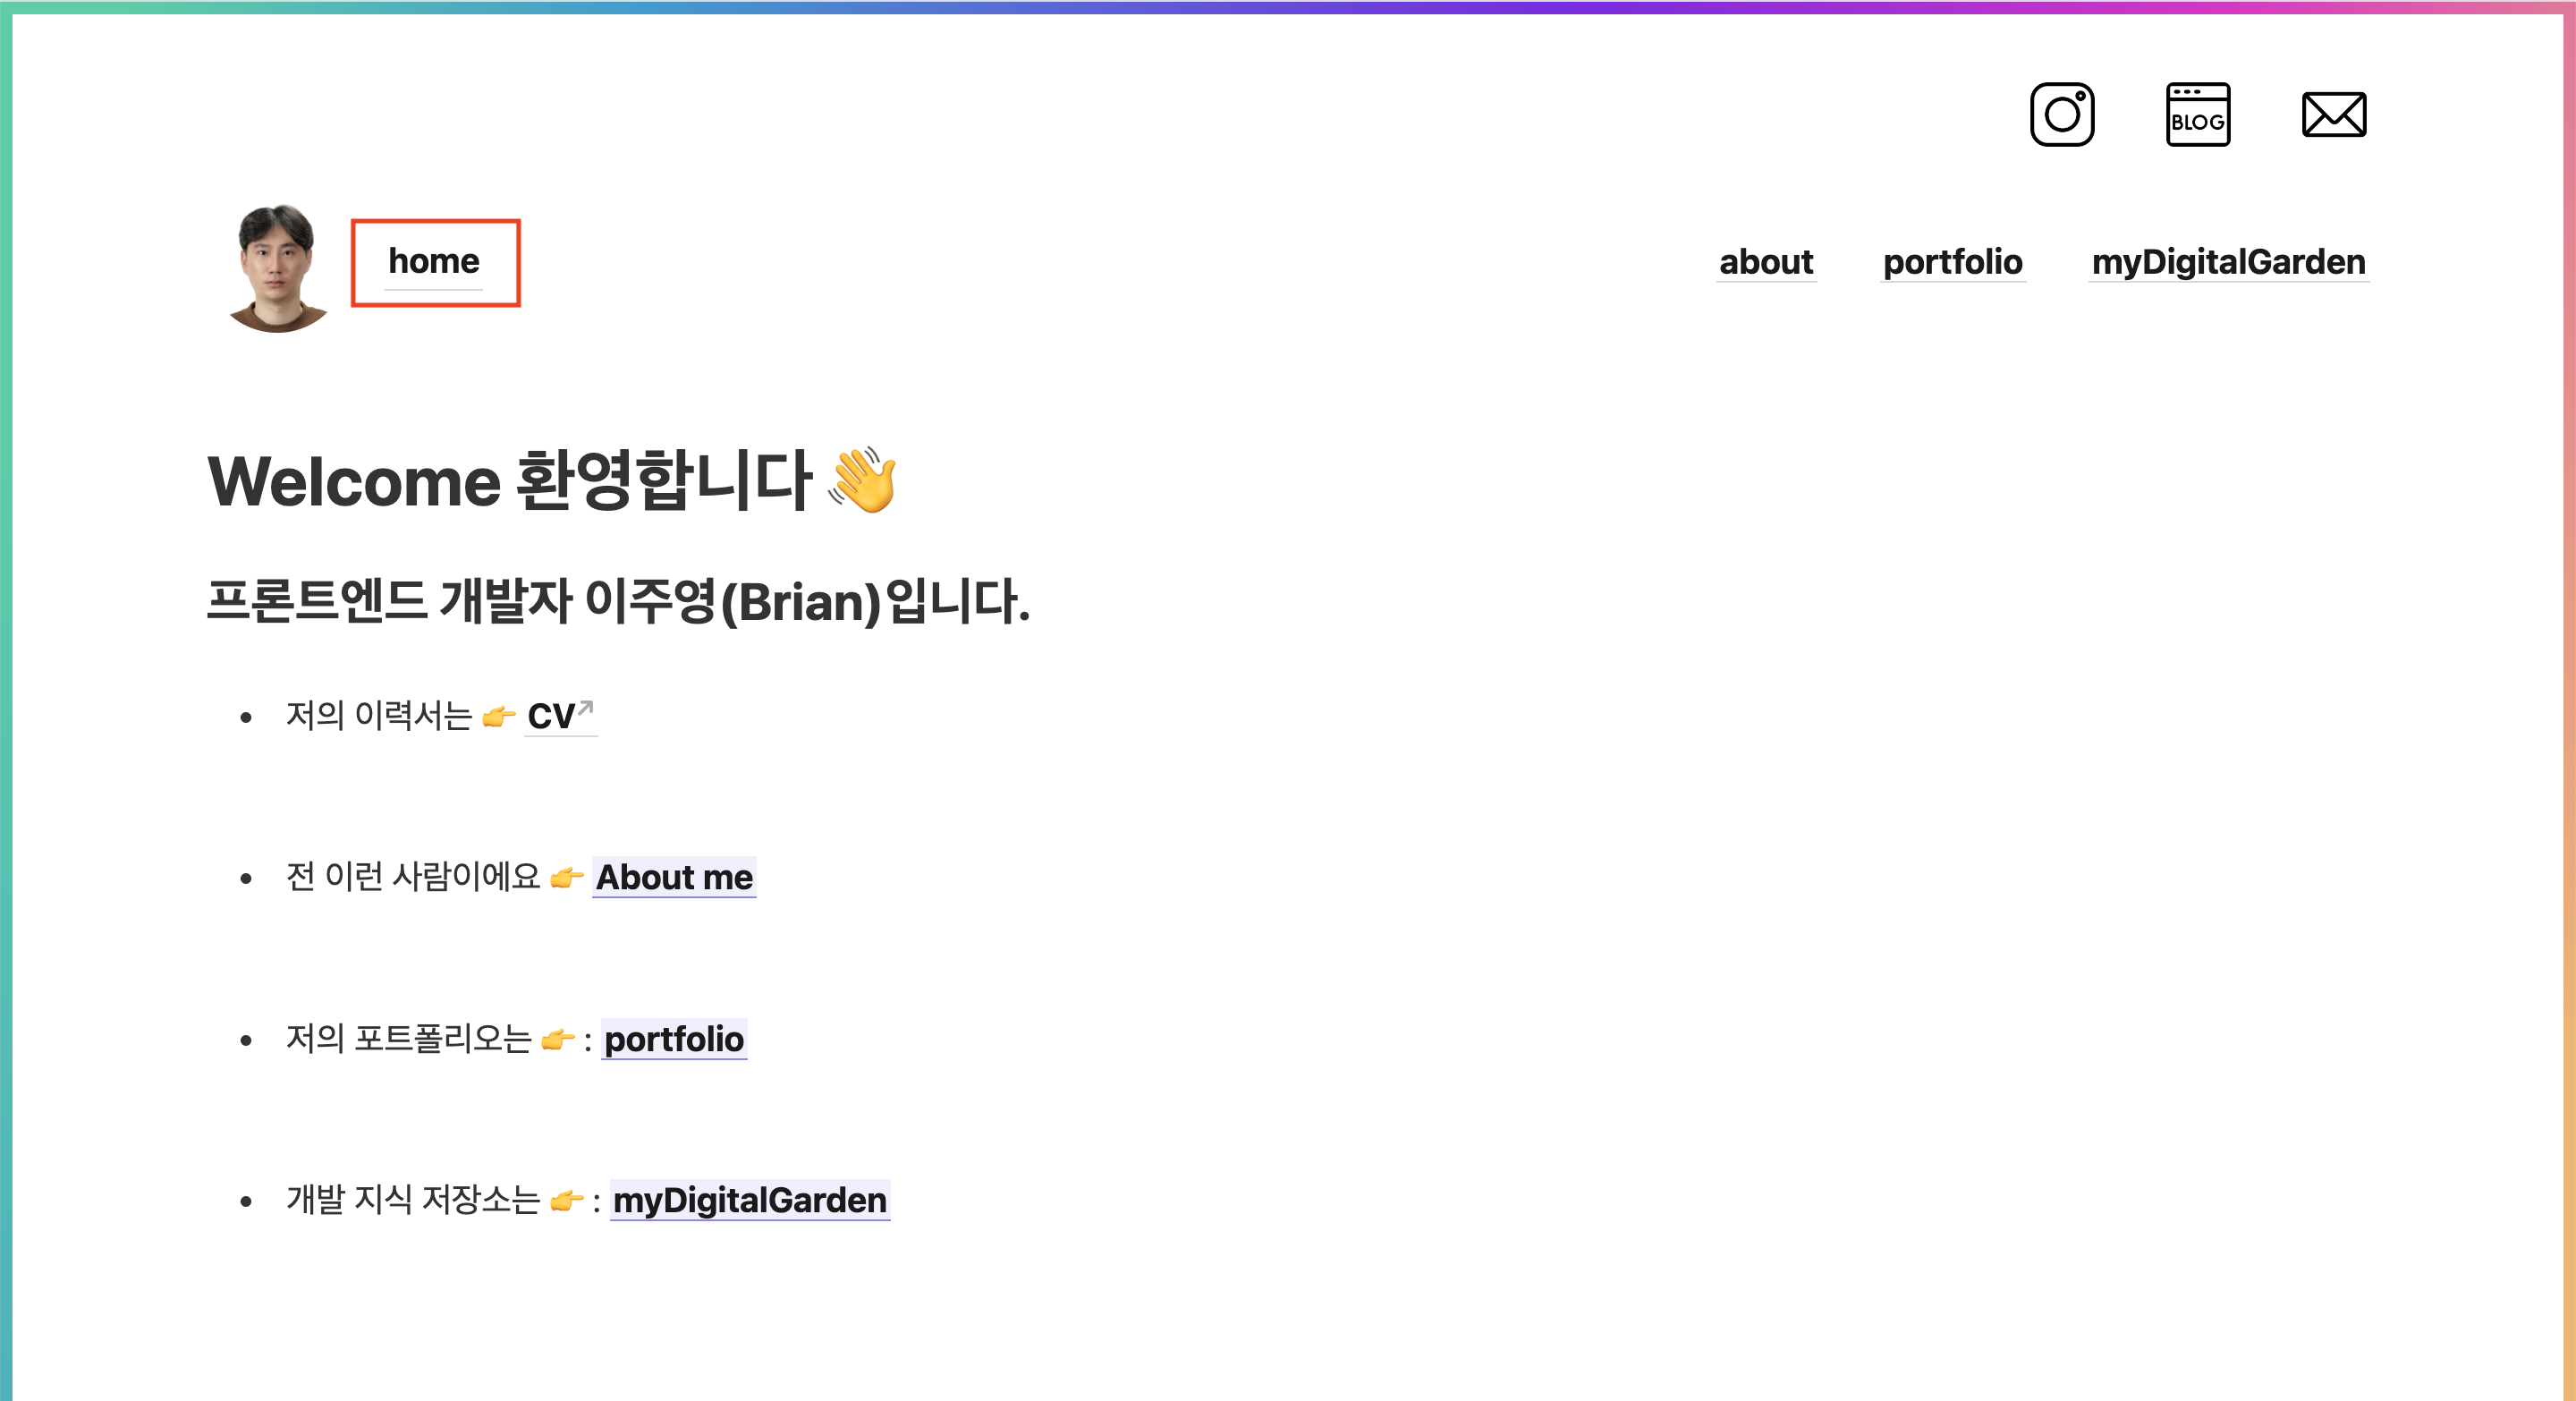 BLOG
home
about portfolio myDigitalGarden
Welcome 환영합니다 👋
프론트엔드 개발자 이주영(Brian)입니다.
• 저의 이력서는 👉 CV↗
• 전 이런 사람이에요 👉 About me
• 저의 포트폴리오는 👉 : portfolio
• 개발 지식 저장소는 👉 : myDigitalGarden